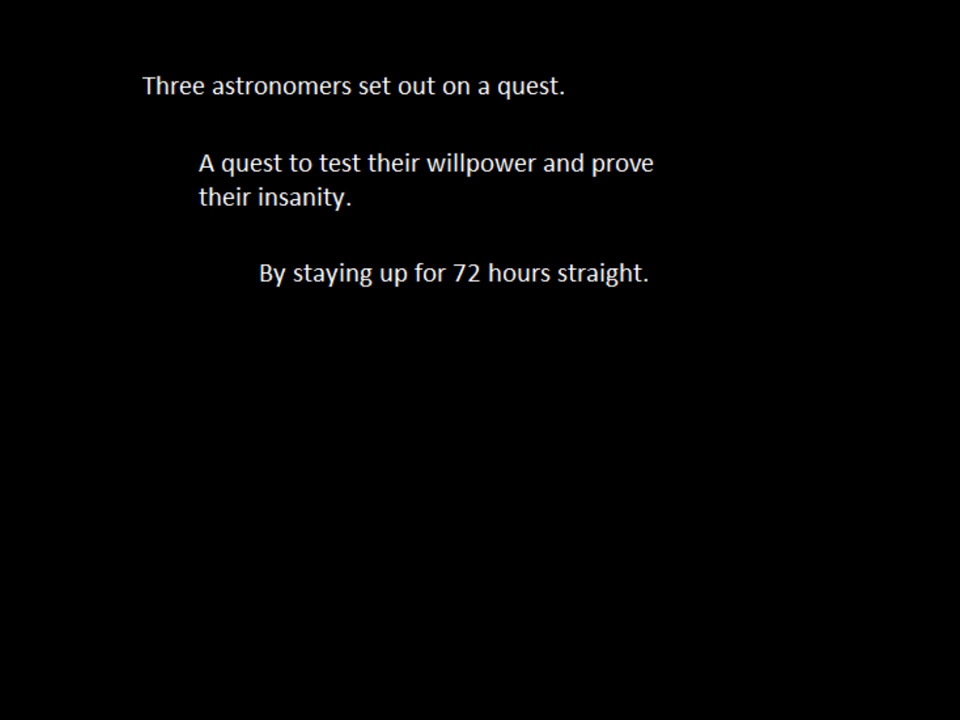 Three astronomers set out on a quest.
A quest to test their willpower and prove
their insanity.
By staying up for 72 hours straight.